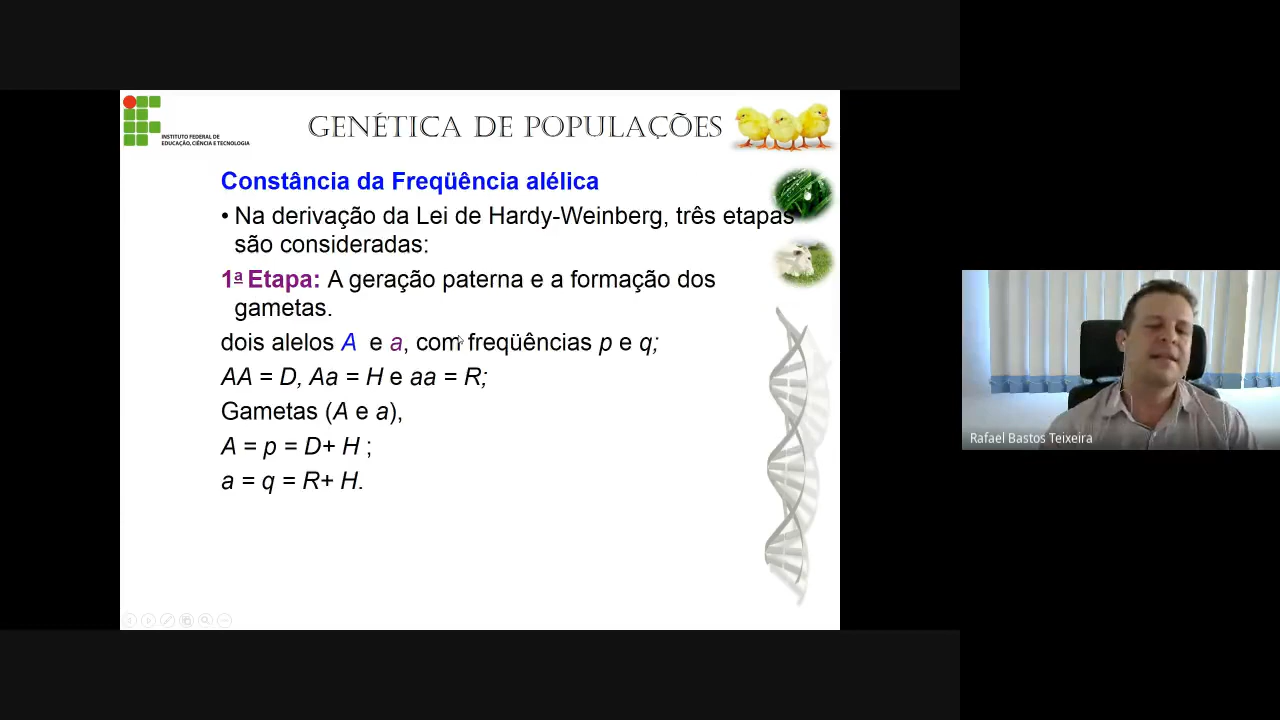 INSTITUTO FEDERAL DE
EDUCAÇÃO, CIÊNCIA E TECNOLOGIA
GENÉTICA DE POPULAÇÕES
Constância da Freqüência alélica
• Na derivação da Lei de Hardy-Weinberg, três etapas
são consideradas:
1ª Etapa: A geração paterna e a formação dos
gametas.
dois alelos A e a, com freqüências p e q;
AA = D, Aa = H e aa = R;
Gametas (A e a),
A = p = D+ H ;
a = q = R+ H.
Rafael Bastos Teixeira